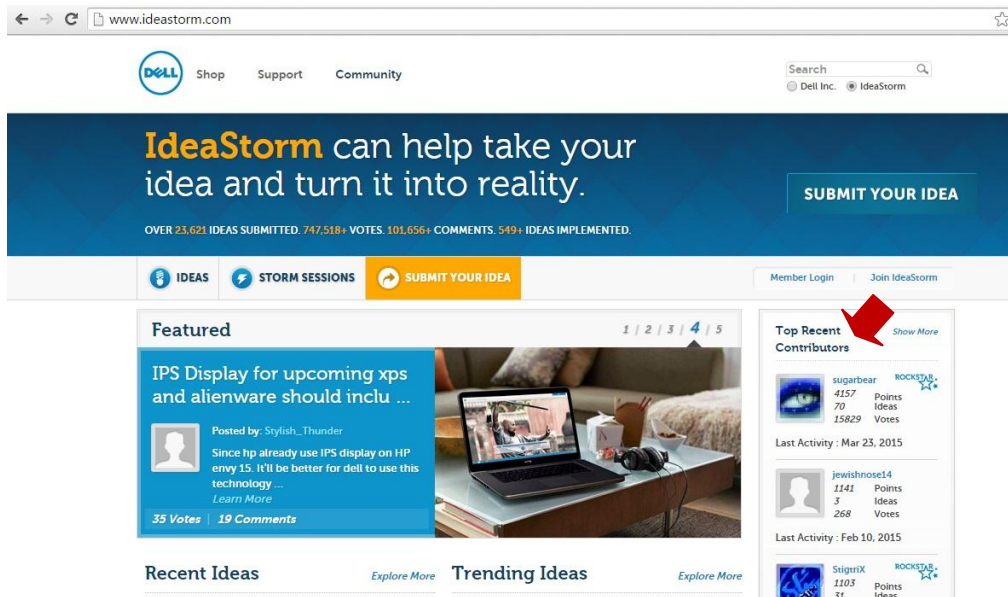 www.ideastorm.com
DELL
Shop Support Community
Search
Dell Inc. IdeaStorm
IdeaStorm can help take your
idea and turn it into reality.
SUBMIT YOUR IDEA
OVER 23,621 IDEAS SUBMITTED. 747,518+ VOTES. 101,656+ COMMENTS. 549+ IDEAS IMPLEMENTED.
IDEAS STORM SESSIONS SUBMIT YOUR IDEA
Member Login | Join IdeaStorm
Featured 1 | 2 | 3 | 4 | 5
IPS Display for upcoming xps
and alienware should inclu ...
Posted by: Stylish_Thunder
Since hp already use IPS display on HP
envy 15. It'll be better for dell to use this
technology ...
Learn More
35 Votes | 19 Comments
Recent Ideas Explore More
Trending Ideas Explore More
Top Recent Show More
Contributors
sugarbear ROCKSTAR
4157 Points
70 Ideas
15829 Votes
Last Activity : Mar 23, 2015
jewishnose14
1141 Points
3 Ideas
268 Votes
Last Activity : Feb 10, 2015
StigtriX ROCKSTAR
1103 Points
31 Ideas